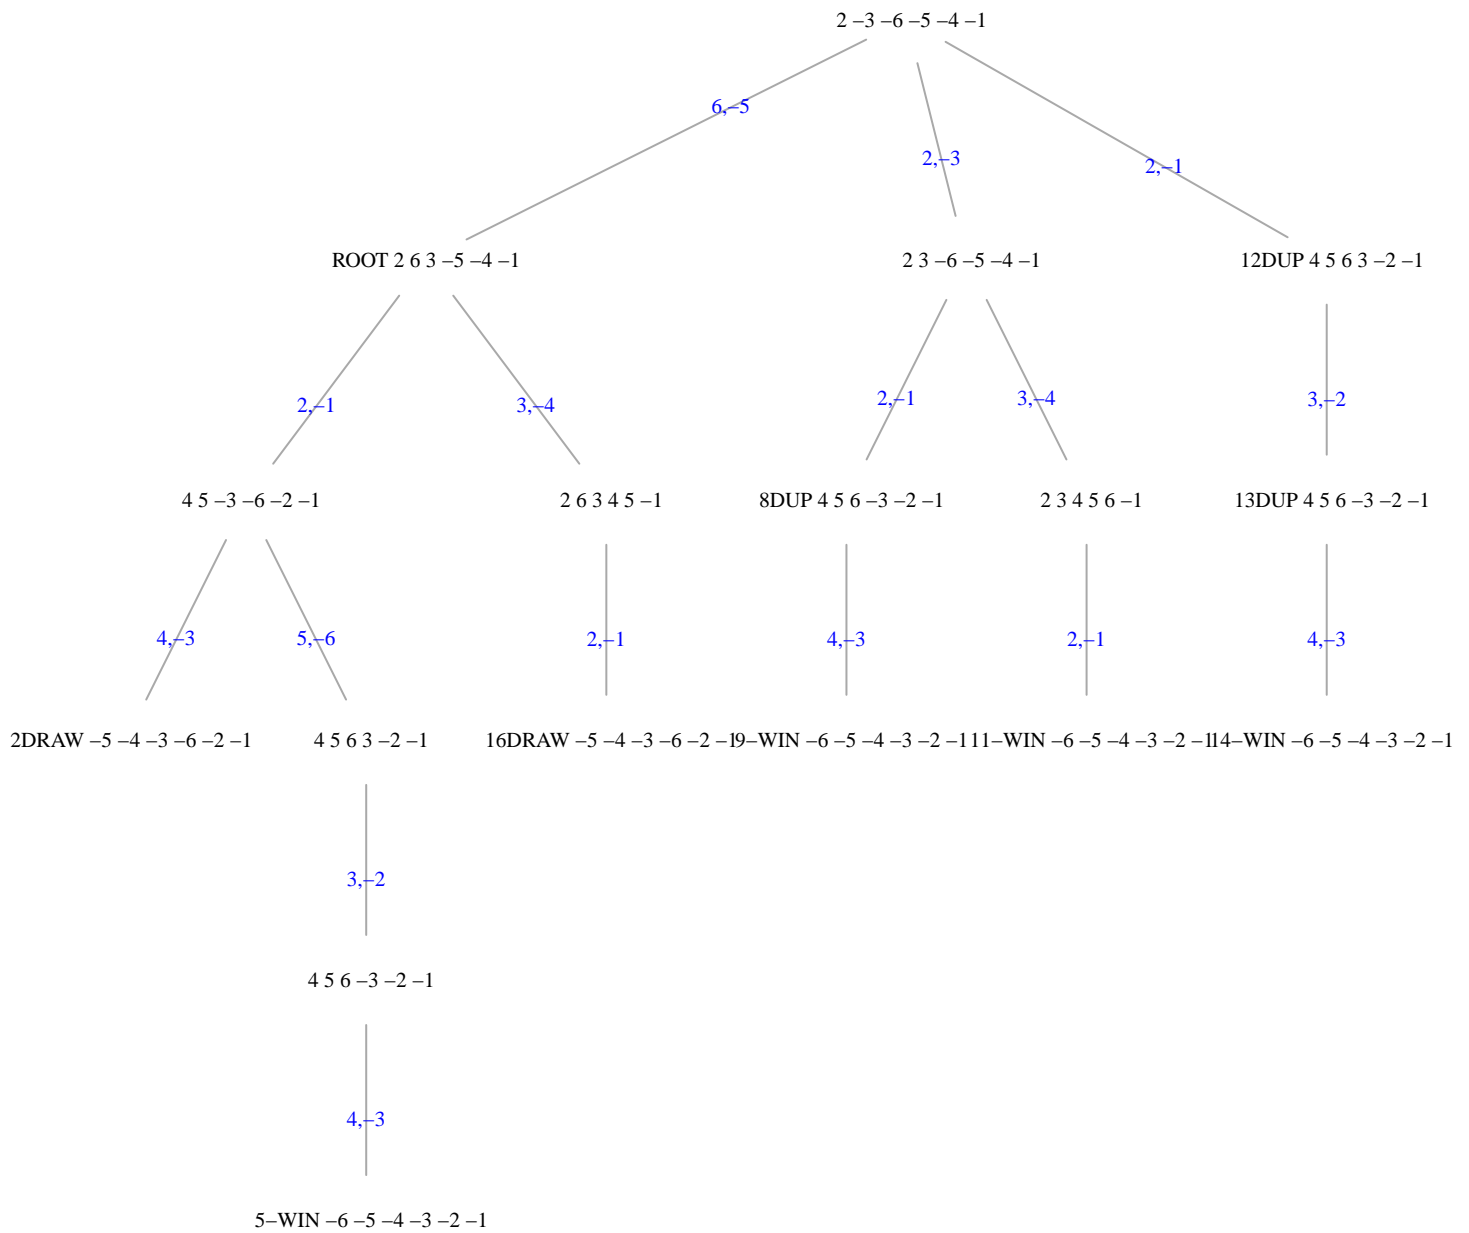 2 –3 –6 –5 –4 –1
6,–5
2,–3
2,–1
ROOT 2 6 3 –5 –4 –1
2 3 –6 –5 –4 –1
12DUP 4 5 6 3 –2 –1
2,–1
3,–4
2,–1
3,–4
3,–2
4 5 –3 –6 –2 –1
2 6 3 4 5 –1
8DUP 4 5 6 –3 –2 –1
2 3 4 5 6 –1
13DUP 4 5 6 –3 –2 –1
4,–3
5,–6
2,–1
4,–3
2,–1
4,–3
2DRAW –5 –4 –3 –6 –2 –1
4 5 6 3 –2 –1
16DRAW –5 –4 –3 –6 –2 –1
9–WIN –6 –5 –4 –3 –2 –1
11–WIN –6 –5 –4 –3 –2 –1
14–WIN –6 –5 –4 –3 –2 –1
3,–2
4 5 6 –3 –2 –1
4,–3
5–WIN –6 –5 –4 –3 –2 –1